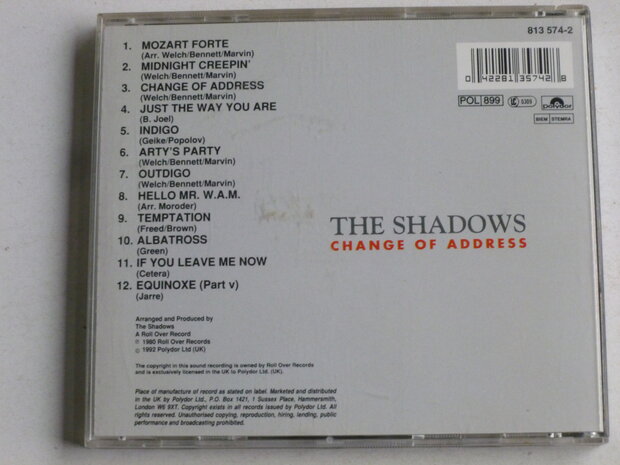 813 574-2
0 42281 35742 8
POL 899
LC 0309
polydor
BIEM STEMRA
1. MOZART FORTE
(Arr. Welch/Bennett/Marvin)
2. MIDNIGHT CREEPIN'
(Welch/Bennett/Marvin)
3. CHANGE OF ADDRESS
(Welch/Bennett/Marvin)
4. JUST THE WAY YOU ARE
(B. Joel)
5. INDIGO
(Geike/Popolov)
6. ARTY'S PARTY
(Welch/Bennett/Marvin)
7. OUTDIGO
(Welch/Bennett/Marvin)
8. HELLO MR. W.A.M.
(Arr. Moroder)
9. TEMPTATION
(Freed/Brown)
10. ALBATROSS
(Green)
11. IF YOU LEAVE ME NOW
(Cetera)
12. EQUINOXE (Part v)
(Jarre)
THE SHADOWS
CHANGE OF ADDRESS
Arranged and Produced by
The Shadows
A Roll Over Record
℗ 1980 Roll Over Records
© 1992 Polydor Ltd (UK)
The copyright in this sound recording is owned by Roll Over Records
and is exclusively licensed in the UK to Polydor Ltd. (UK).
Place of manufacture of record as stated on label. Marketed and distributed
in the UK by Polydor Ltd., P.O. Box 1421, 1 Sussex Place, Hammersmith,
London W6 9XT. Copyright exists in all records issued by Polydor Ltd. All
rights reserved. Unauthorised copying, reproduction, hiring, lending, public
performance and broadcasting prohibited.